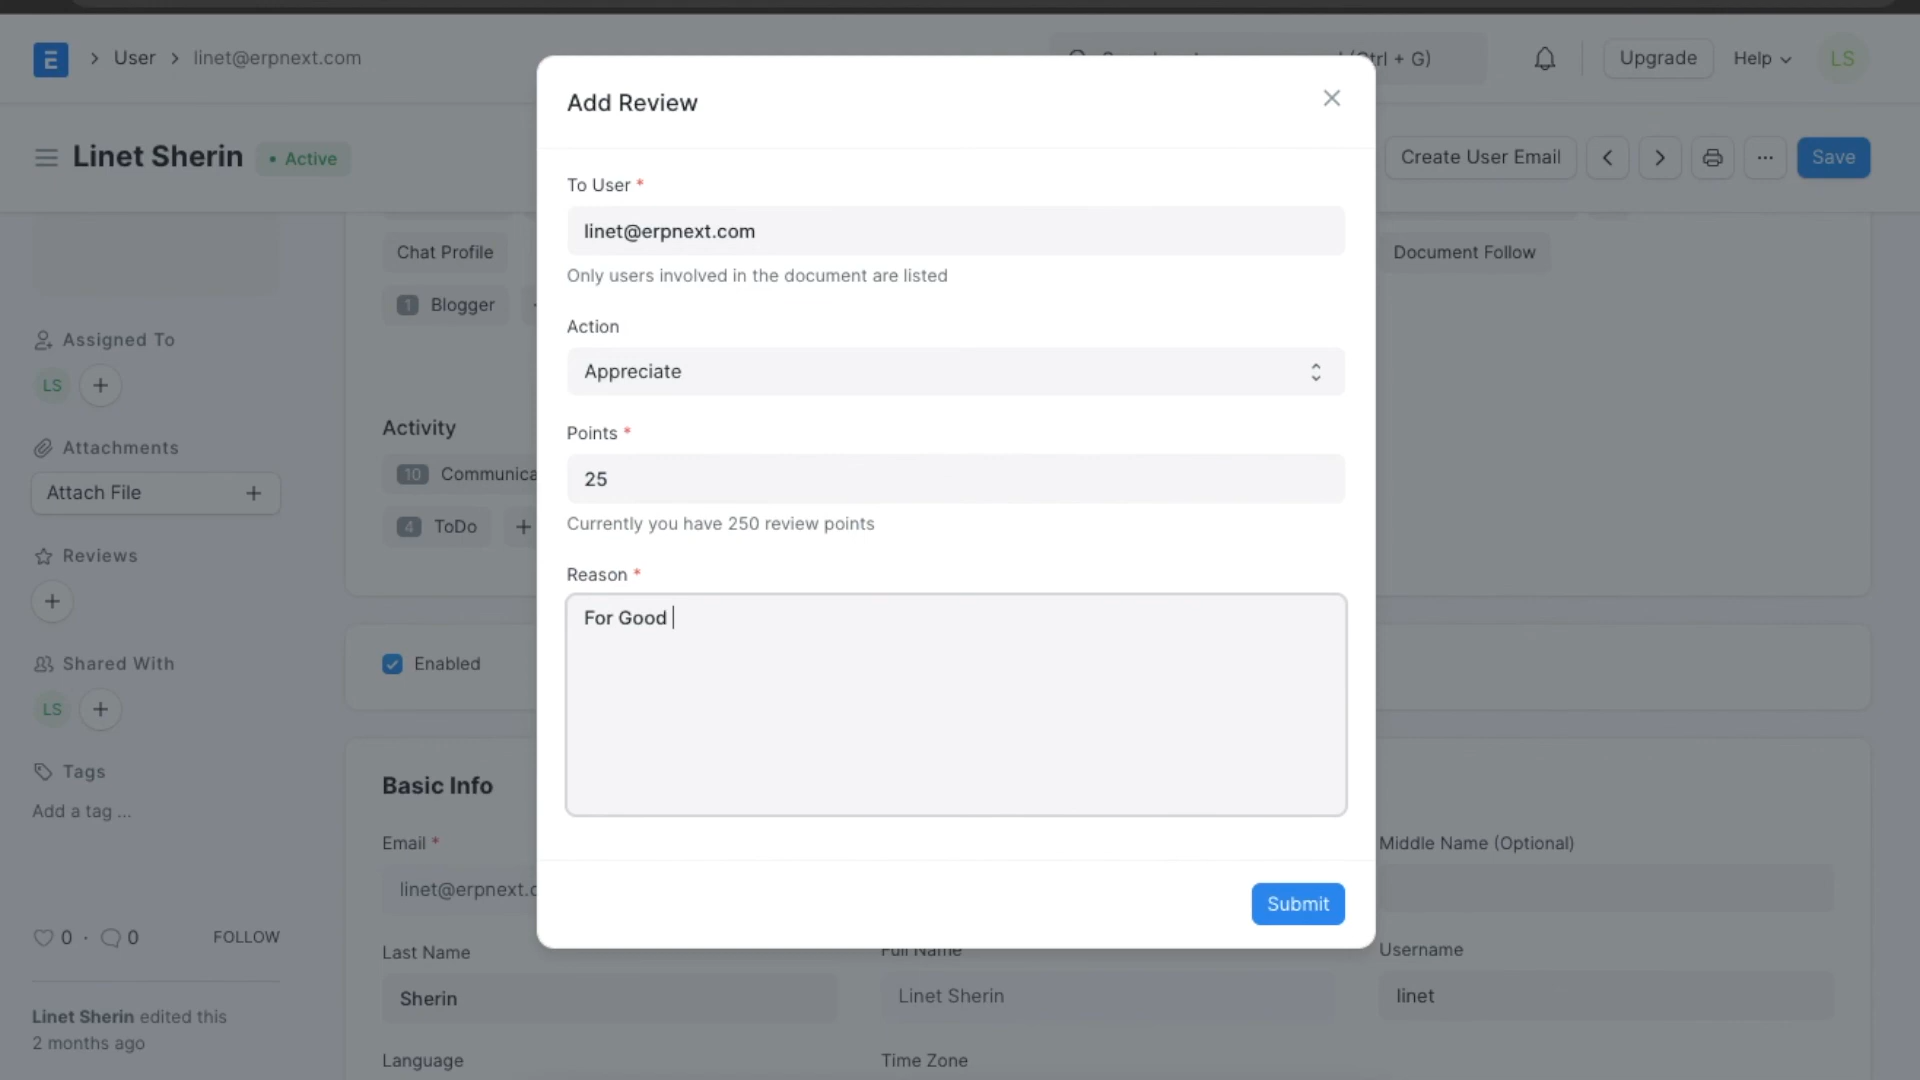 E
User
linet@erpnext.com
Ctrl + G)
Upgrade
Help
LS
Linet Sherin
Active
Create User Email
Save
Add Review
To User *
linet@erpnext.com
Only users involved in the document are listed
Action
Appreciate
Points *
25
Currently you have 250 review points
Reason *
For Good
Submit
Chat Profile
Document Follow
1 Blogger
Assigned To
LS
Activity
Attachments
10 Communica
Attach File
4 ToDo
Reviews
Enabled
Shared With
LS
Tags
Basic Info
Add a tag ...
Email *
Middle Name (Optional)
linet@erpnext.c
0 · 0
FOLLOW
Last Name
Full Name
Username
Sherin
Linet Sherin
linet
Linet Sherin edited this
2 months ago
Language
Time Zone